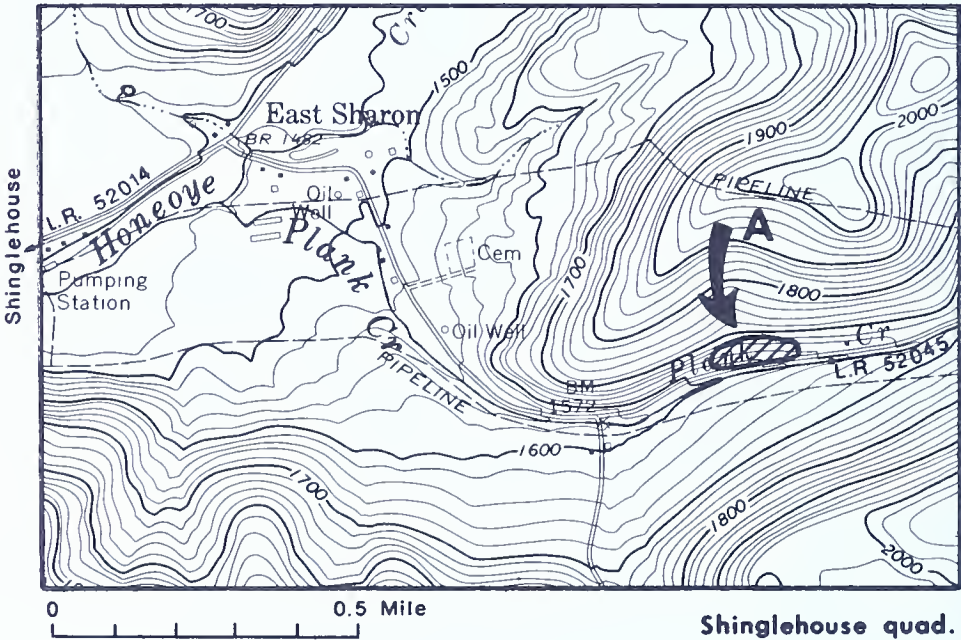 1700
Cr
1500
East Sharon
BR 1482
1900
2000
PIPELINE
L.R. 52014
Honeoye
Oil
Well
Plank
A
Cem
Shinglehouse
Pumping
Station
1700
1800
Oil Well
Cr
PIPELINE
Plank
Cr
L.R. 52045
BM
1572
1600
1700
1800
2000
0
0.5 Mile
Shinglehouse quad.